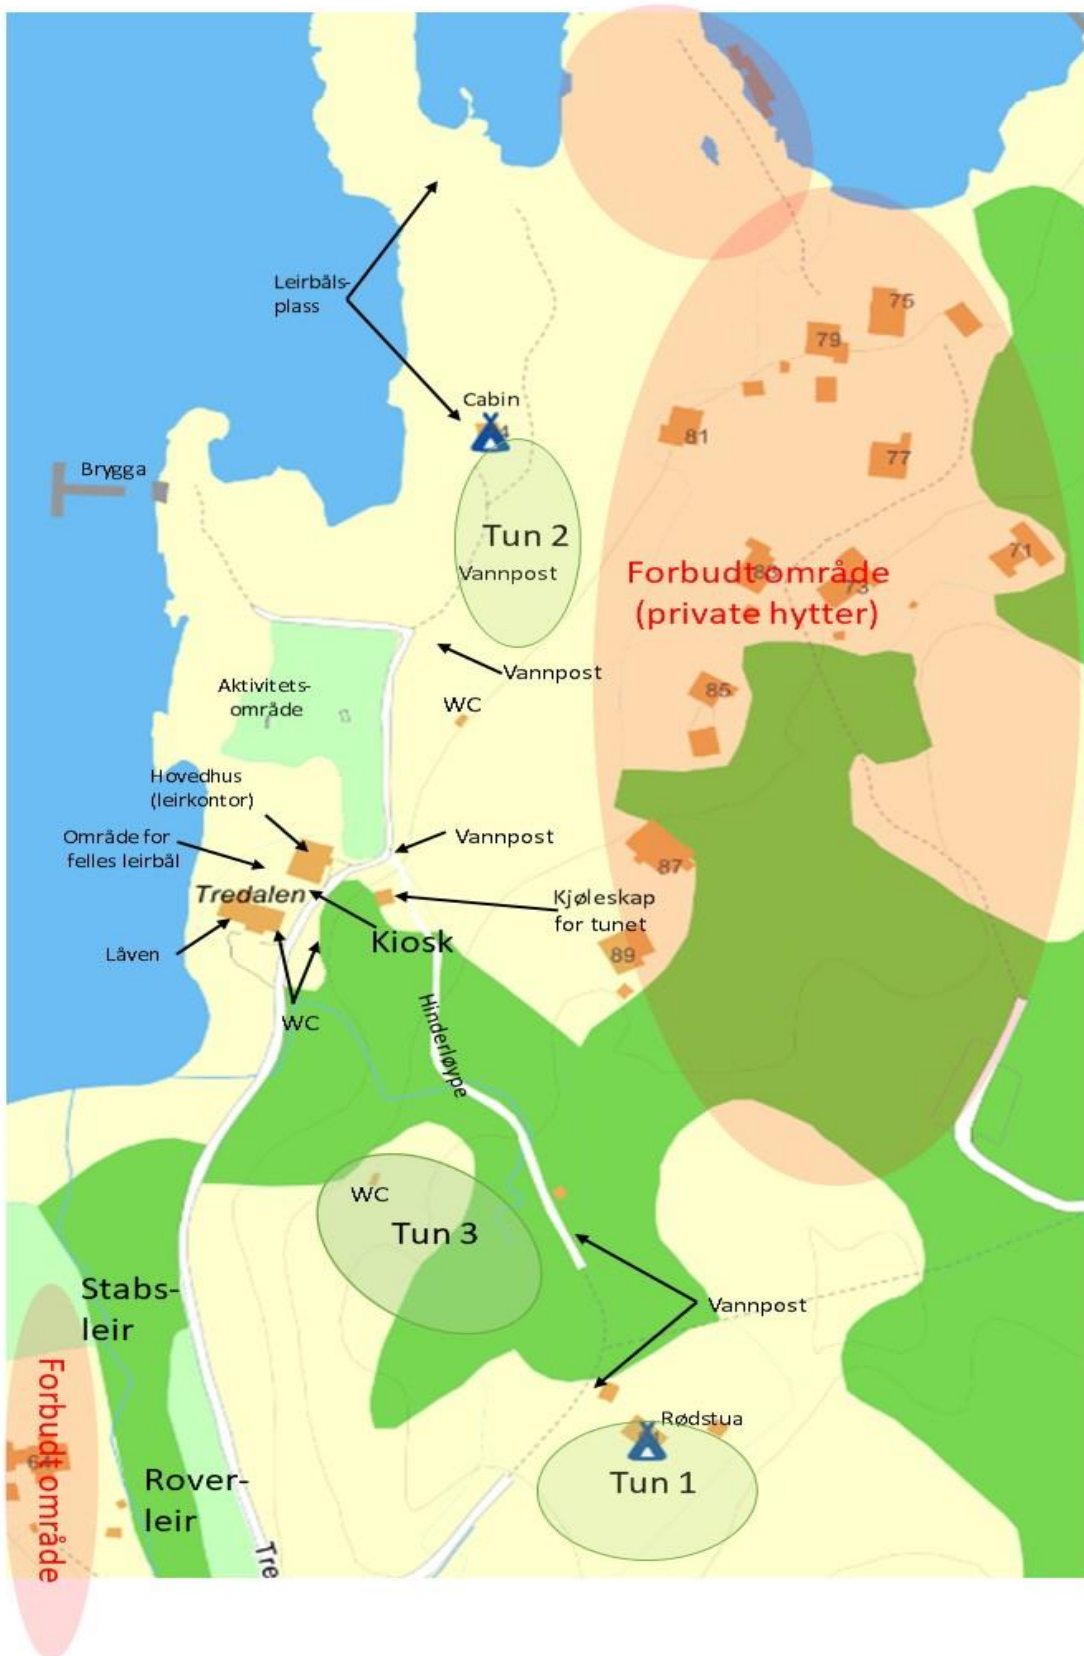 Leirbåls-
plass
75
79
Cabin
81
77
Brygga
Tun 2
Vannpost
71
Forbudt område
(private hytter)
73
Vannpost
Aktivitets-
område
WC
85
Hovedhus
(leirkontor)
Område for
felles leirbål
Vannpost
87
Tredalen
Kjøleskap
for tunet
Kiosk
Låven
89
WC
Hinderløype
WC
Tun 3
Stabs-
leir
Vannpost
Forbudt område
Rødstua
Tun 1
Rover-
leir
Tre